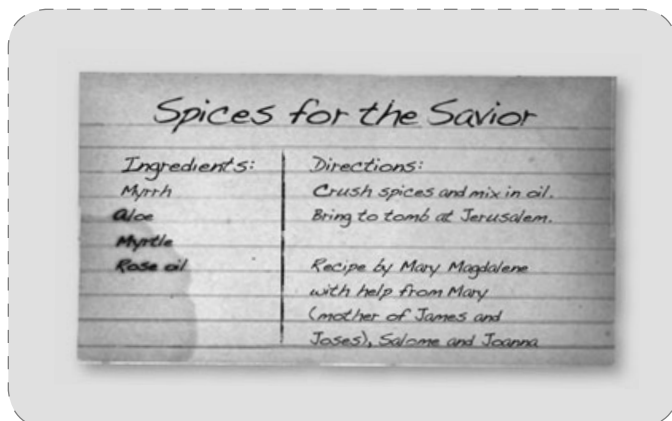 Spices for the Savior
Ingredients:
Myrrh
Aloe
Myrtle
Rose oil
Directions:
Crush spices and mix in oil.
Bring to tomb at Jerusalem.
Recipe by Mary Magdalene
with help from Mary
(mother of James and
Joses), Salome and Joanna